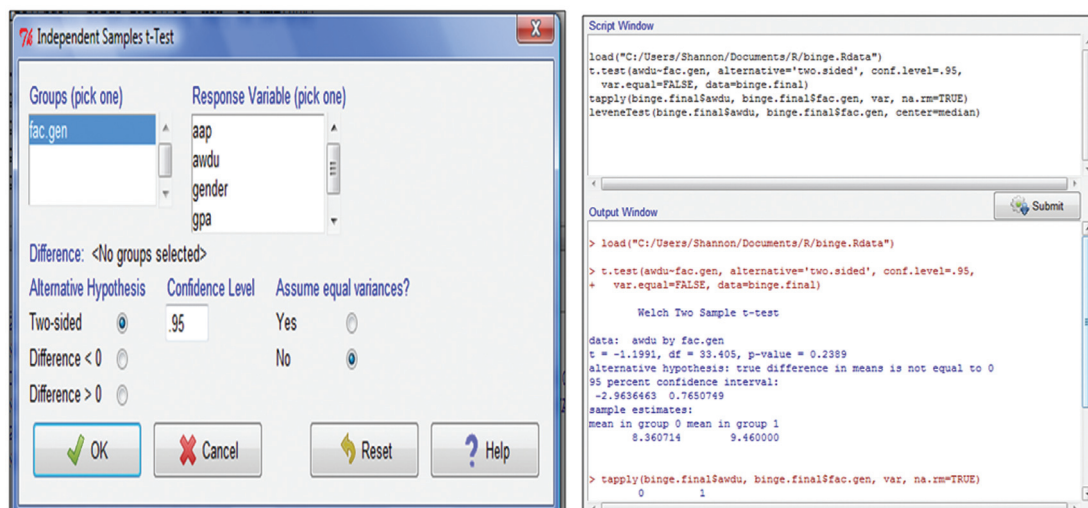 Independent Samples t-Test
Groups (pick one)
Response Variable (pick one)
fac.gen
aap
awdu
gender
gpa
Difference: <No groups selected>
Alternative Hypothesis
Confidence Level
Assume equal variances?
Two-sided
.95
Yes
Difference < 0
No
Difference > 0
OK
Cancel
Reset
Help
Script Window
load("C:/Users/Shannon/Documents/R/binge.Rdata")
t.test(awdu~fac.gen, alternative='two.sided', conf.level=.95,
var.equal=FALSE, data=binge.final)
tapply(binge.final$awdu, binge.final$fac.gen, var, na.rm=TRUE)
leveneTest(binge.final$awdu, binge.final$fac.gen, center=median)
Output Window
Submit
> load("C:/Users/Shannon/Documents/R/binge.Rdata")
> t.test(awdu~fac.gen, alternative='two.sided', conf.level=.95,
+ var.equal=FALSE, data=binge.final)
Welch Two Sample t-test
data: awdu by fac.gen
t = -1.1991, df = 33.405, p-value = 0.2389
alternative hypothesis: true difference in means is not equal to 0
95 percent confidence interval:
-2.9636463 0.7650749
sample estimates:
mean in group 0 mean in group 1
8.360714 9.460000
> tapply(binge.final$awdu, binge.final$fac.gen, var, na.rm=TRUE)
0 1